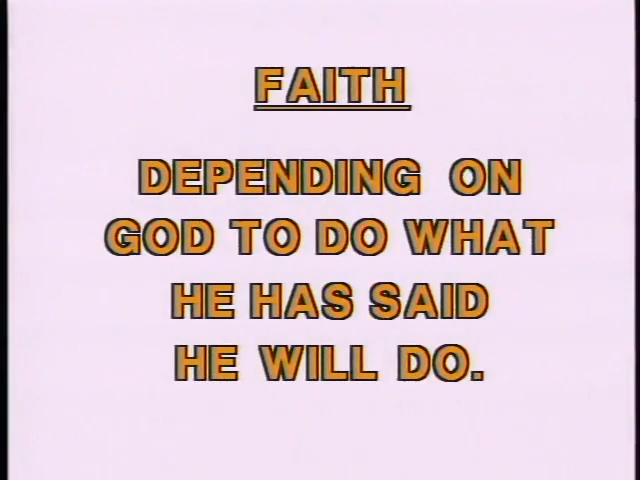 FAITH
DEPENDING ON
GOD TO DO WHAT
HE HAS SAID
HE WILL DO.